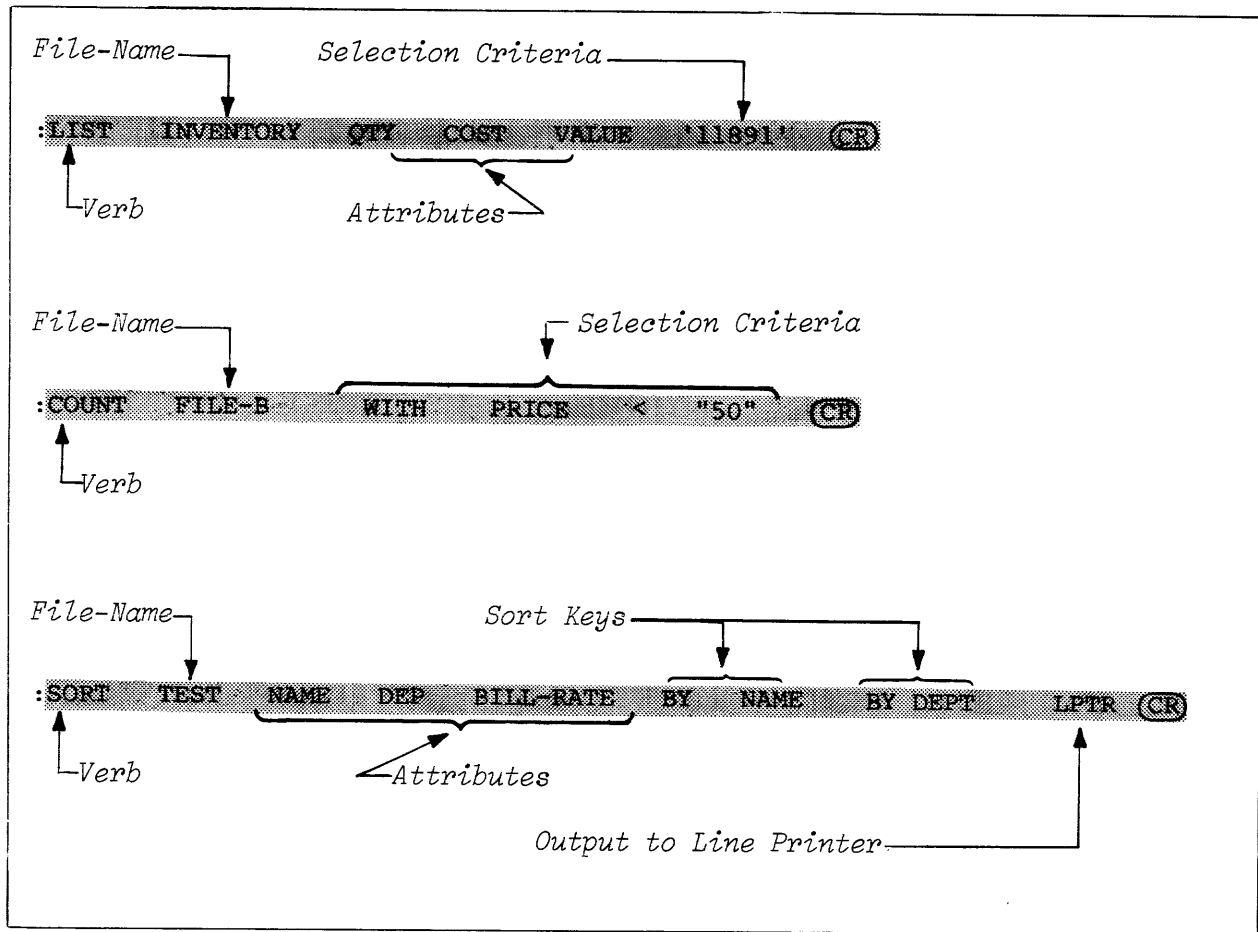 File-Name Selection Criteria
:LIST INVENTORY QTY COST VALUE '11891' CR
Verb Attributes
File-Name Selection Criteria
:COUNT FILE-B WITH PRICE < "50" CR
Verb
File-Name Sort Keys
:SORT TEST NAME DEP BILL-RATE BY NAME BY DEPT LPTR CR
Verb Attributes
Output to Line Printer